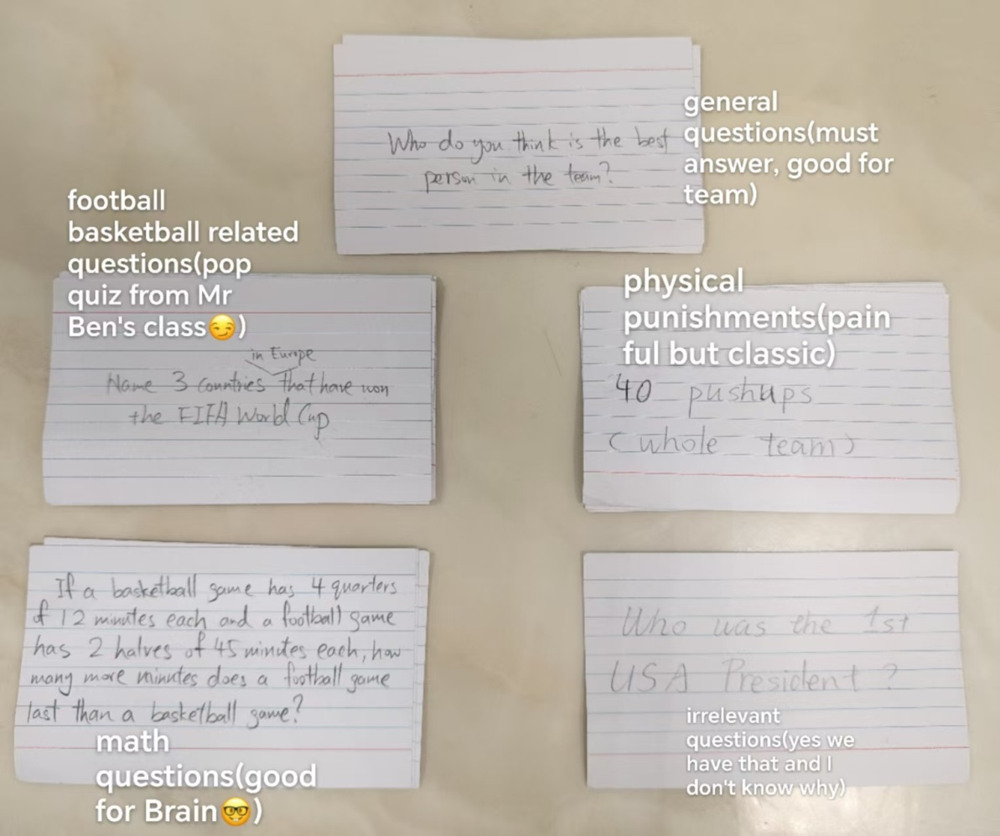 Who do you think is the best
person in the team?
general
questions(must
answer, good for
team)
football
basketball related
questions(pop
quiz from Mr
Ben's class😏)
in Europe
Name 3 countries that have won
the FIFA World Cup
physical
punishments(pain
ful but classic)
40 pushups
(whole team)
If a basketball game has 4 quarters
of 12 minutes each and a football game
has 2 halves of 45 minutes each, how
many more minutes does a football game
last than a basketball game?
math
questions(good
for Brain🤓)
Who was the 1st
USA President?
irrelevant
questions(yes we
have that and I
don't know why)